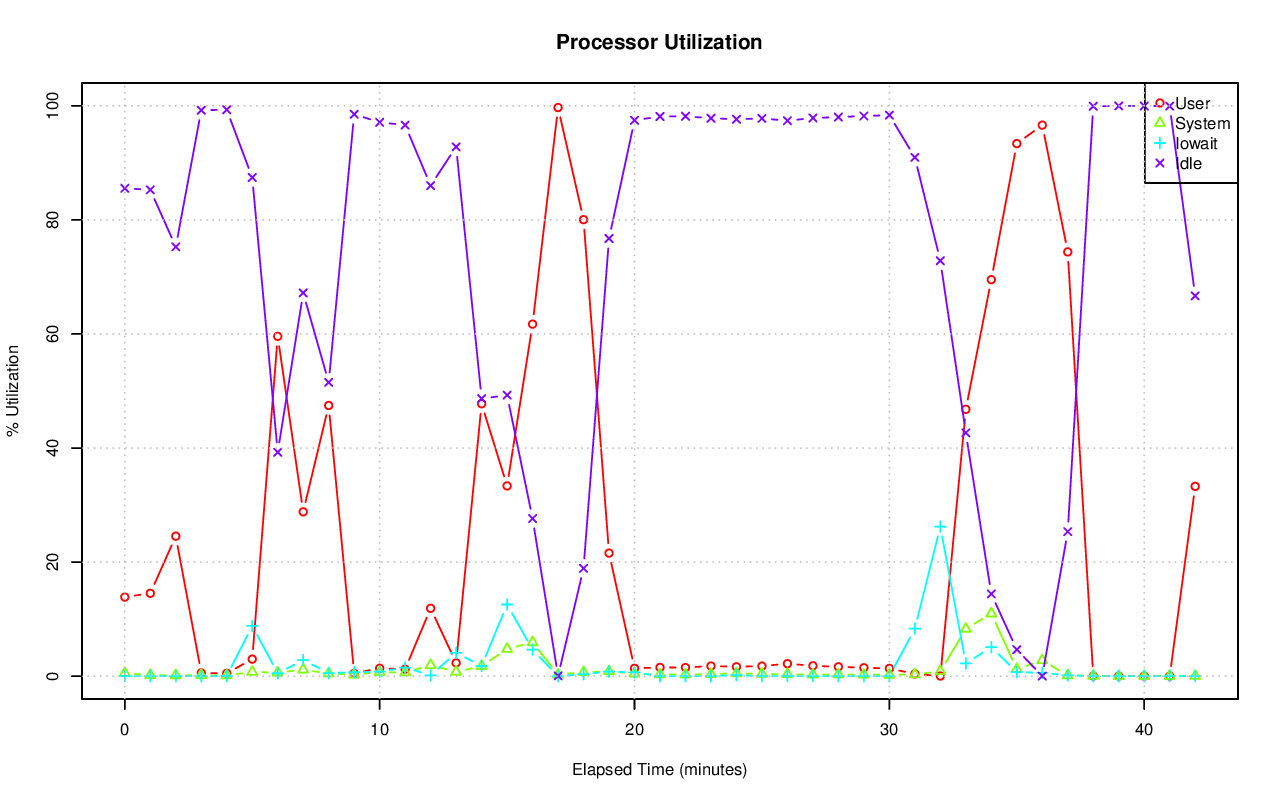 Processor Utilization
% Utilization
100
80
60
40
20
0
User
System
Iowait
Idle
0 10 20 30 40
Elapsed Time (minutes)